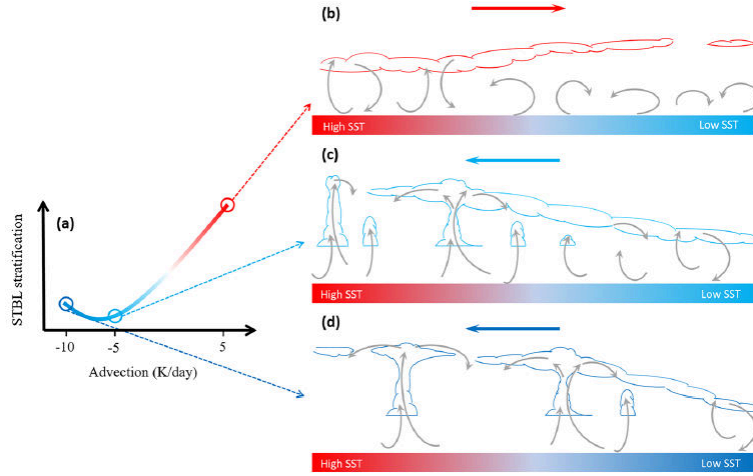 (b)
High SST
Low SST
(c)
High SST
Low SST
(a)
STBL stratification
-10
-5
5
Advection (K/day)
(d)
High SST
Low SST